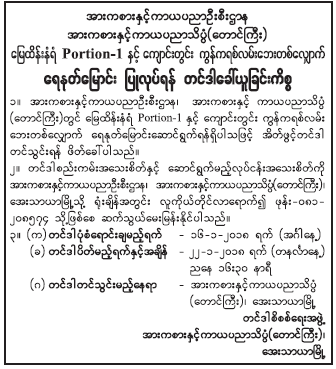 အားကစားနှင့်ကာယပညာဦးစီးဌာန
အားကစားနှင့်ကာယပညာသိပ္ပံ(တောင်ကြီး)
မြေထိန်းနံရံ Portion-1 နှင့် ကျောင်းတွင်း ကွန်ကရစ်လမ်းဘေးတစ်လျှောက်
ရေနုတ်မြောင်း ပြုလုပ်ရန် တင်ဒါခေါ်ယူခြင်းကိစ္စ
၁။ အားကစားနှင့်ကာယပညာဦးစီးဌာန၊ အားကစားနှင့် ကာယပညာသိပ္ပံ
(တောင်ကြီး)တွင် မြေထိန်းနံရံ Portion-1 နှင့် ကျောင်းတွင်း ကွန်ကရစ်လမ်း
ဘေးတစ်လျှောက် ရေနုတ်မြောင်းဆောင်ရွက်ရန်ရှိပါသဖြင့် အိတ်ဖွင့်တင်ဒါ
တင်သွင်းရန် ဖိတ်ခေါ်ပါသည်။
၂။ တင်ဒါစည်းကမ်းအသေးစိတ်နှင့် ဆောင်ရွက်မည့်လုပ်ငန်းအသေးစိတ်ကို
အားကစားနှင့်ကာယပညာဦးစီးဌာန၊ အားကစားနှင့်ကာယပညာသိပ္ပံ(တောင်ကြီး)၊
အေးသာယာမြို့သို့ ရုံးချိန်အတွင်း လူကိုယ်တိုင်လာရောက်၍ ဖုန်း-၀၈၁-
၂၀၈၅၇၄ သို့ဖြစ်စေ ဆက်သွယ်မေးမြန်းနိုင်ပါသည်။
၃။ (က) တင်ဒါပုံစံရောင်းချမည့်ရက် - ၁၆-၁-၂၀၁၈ ရက် (အင်္ဂါနေ့)
(ခ) တင်ဒါပိတ်မည့်ရက်နှင့်အချိန် - ၂၂-၁-၂၀၁၈ ရက် (တနင်္လာနေ့)
ညနေ ၁၆:၃၀ နာရီ
(ဂ) တင်ဒါတင်သွင်းရမည့်နေရာ - အားကစားနှင့်ကာယပညာသိပ္ပံ
(တောင်ကြီး)၊ အေးသာယာမြို့
တင်ဒါစိစစ်ရေးအဖွဲ့
အားကစားနှင့်ကာယပညာသိပ္ပံ(တောင်ကြီး)၊
အေးသာယာမြို့